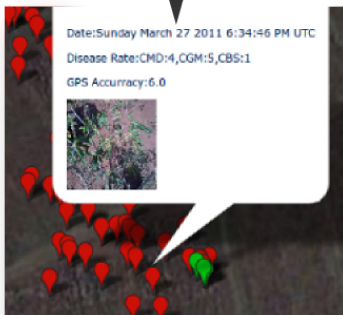 Date:Sunday March 27 2011 6:34:46 PM UTC
Disease Rate:CMD:4,CGM:5,CBS:1
GPS Accurracy:6.0